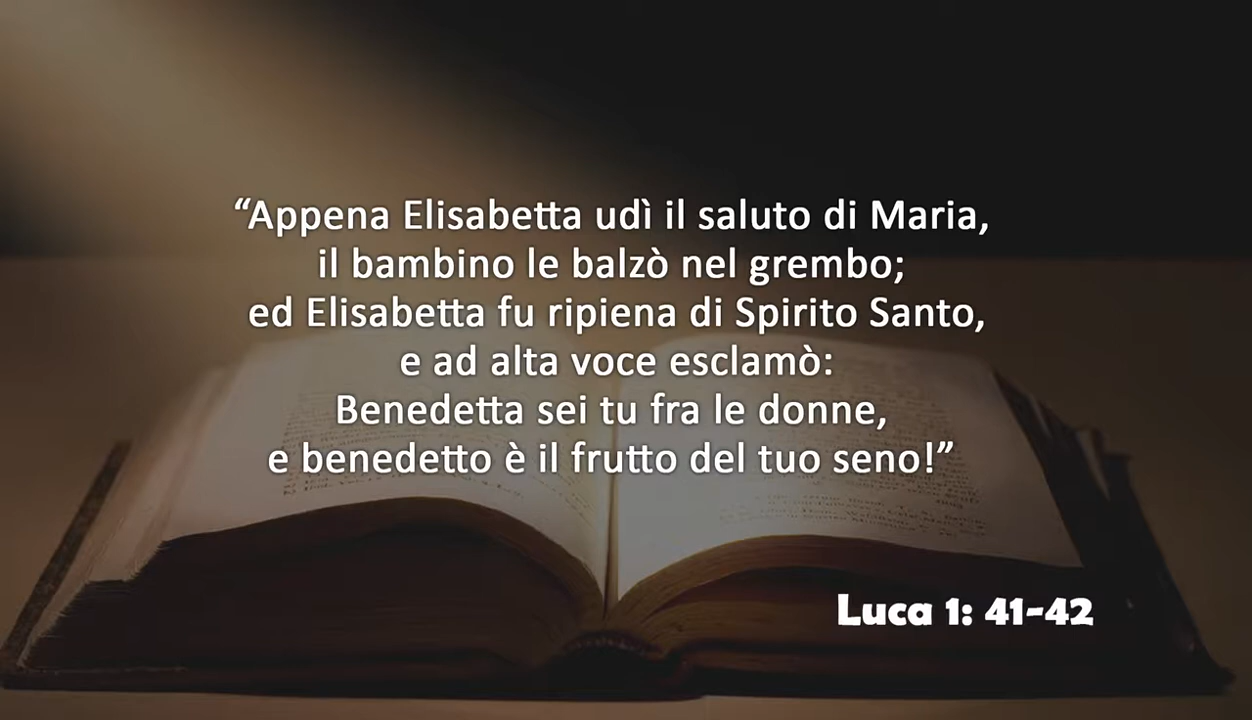 “Appena Elisabetta udì il saluto di Maria,
il bambino le balzò nel grembo;
ed Elisabetta fu ripiena di Spirito Santo,
e ad alta voce esclamò:
Benedetta sei tu fra le donne,
e benedetto è il frutto del tuo seno!”
Luca 1: 41-42